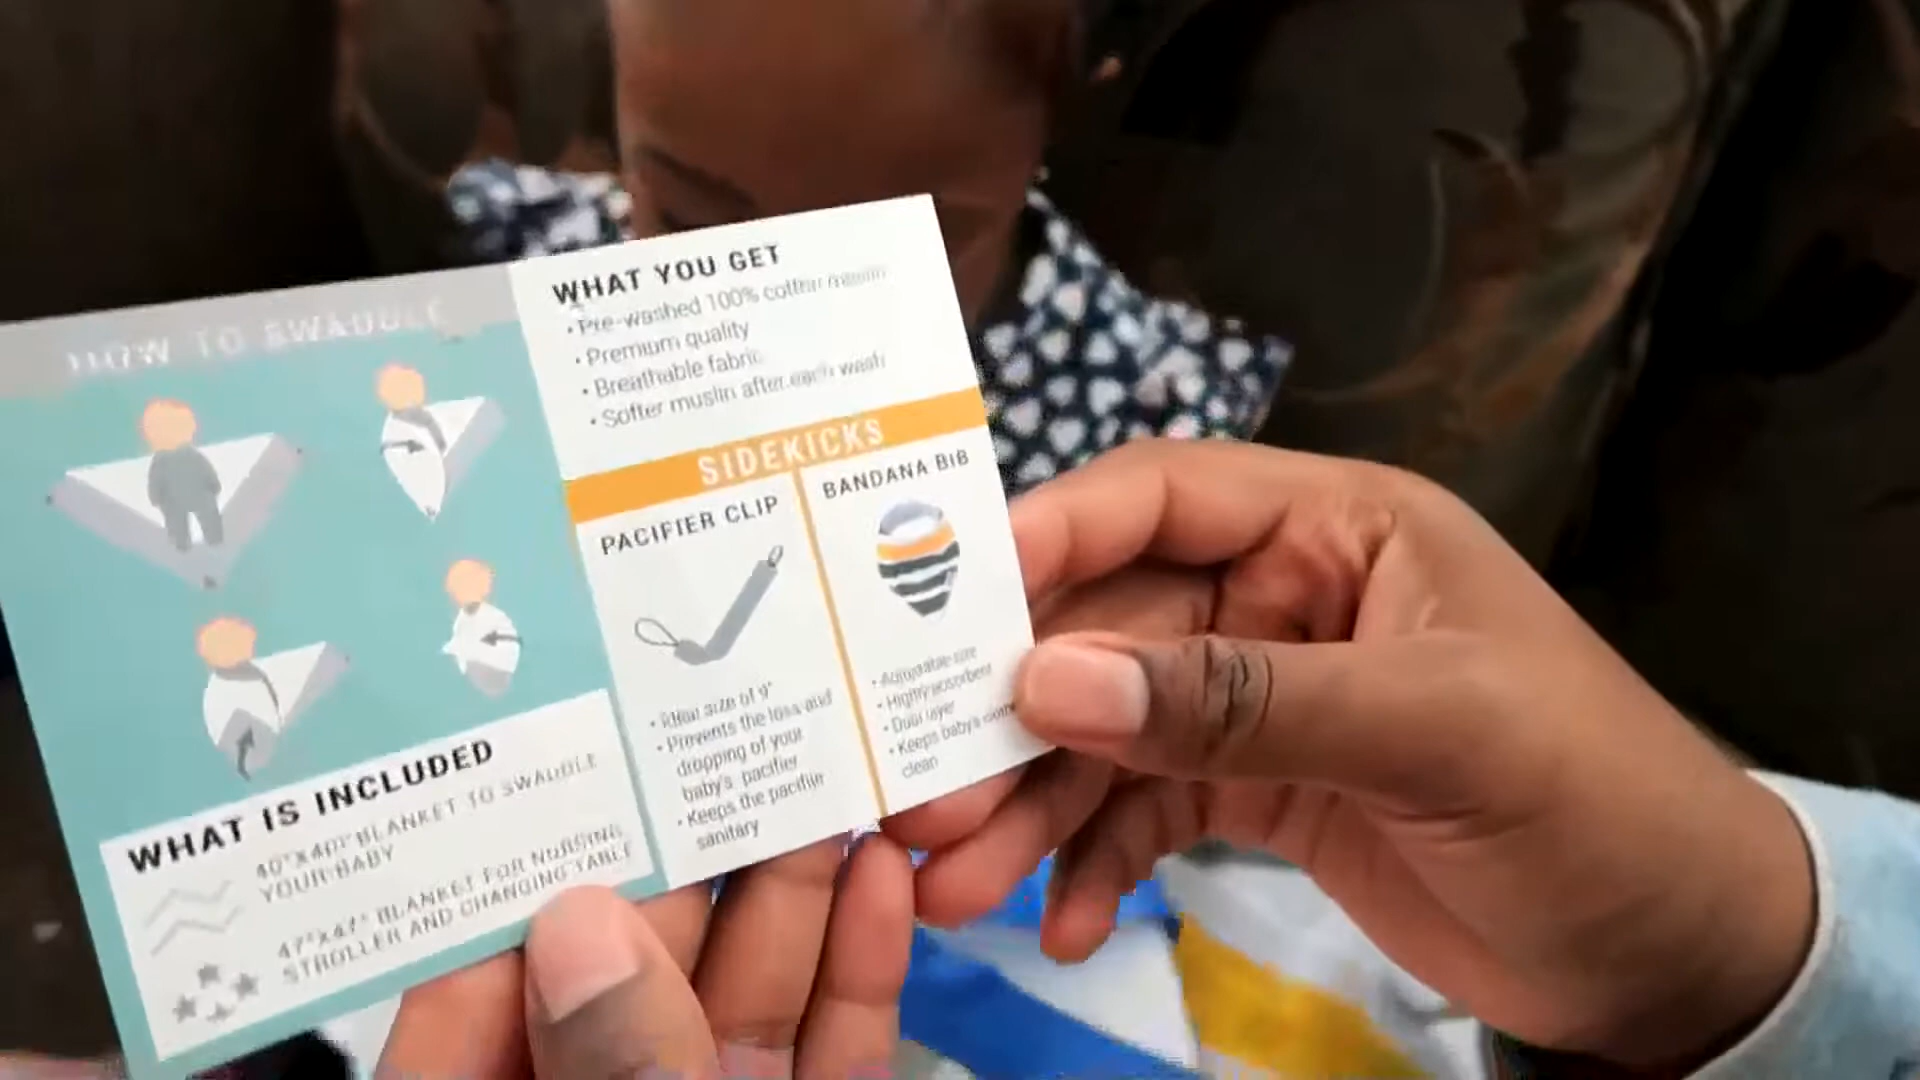 HOW TO SWADDLE
WHAT YOU GET
• Pre-washed 100% cotton muslin
• Premium quality
• Breathable fabric
• Softer muslin after each wash
SIDEKICKS
PACIFIER CLIP
• Ideal size of 9"
• Prevents the loss and
dropping of your
baby's pacifier
• Keeps the pacifier
sanitary
BANDANA BIB
• Adjustable size
• Highly absorbent
• Dual layer
• Keeps baby's
clean
WHAT IS INCLUDED
40"X40" BLANKET TO SWADDLE
YOUR BABY
47"X47" BLANKET FOR NURSING,
STROLLER AND CHANGING TABLE